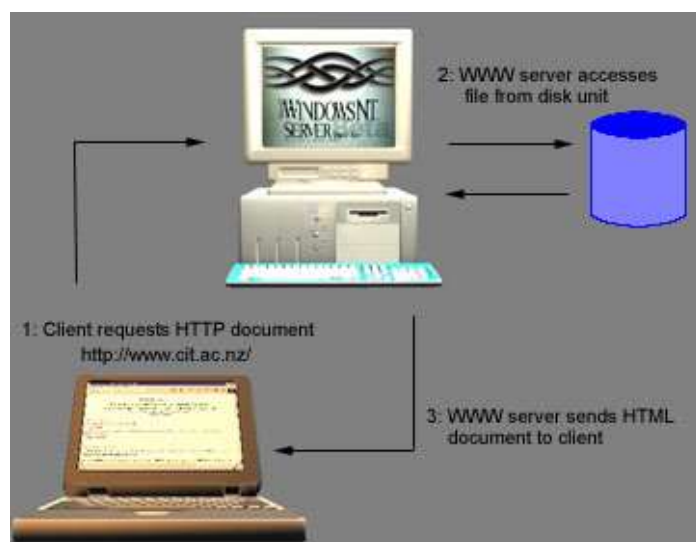 WINDOWS NT
SERVER Beta
2: WWW server accesses
file from disk unit
1: Client requests HTTP document
http://www.cit.ac.nz/
3: WWW server sends HTML
document to client